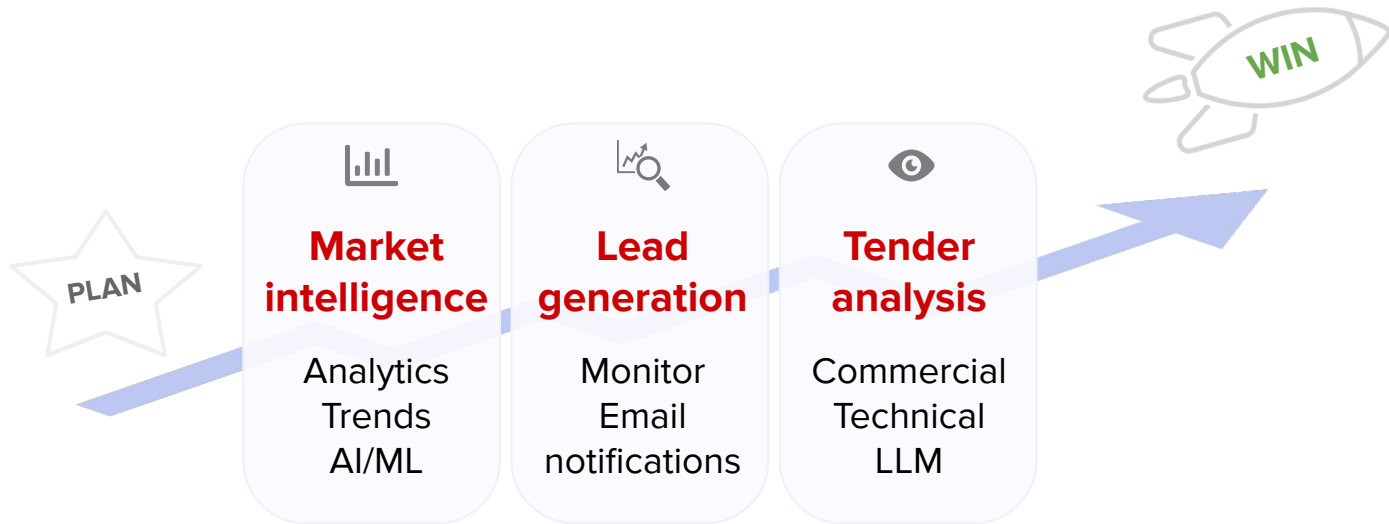 WIN
PLAN
Market
intelligence
Analytics
Trends
AI/ML
Lead
generation
Monitor
Email
notifications
Tender
analysis
Commercial
Technical
LLM